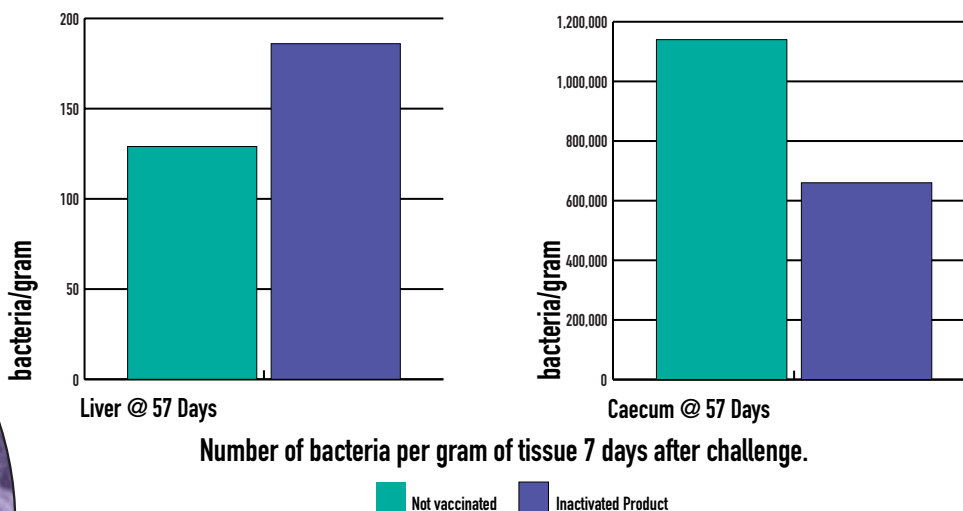 200
150
100
50
0
bacteria/gram
Liver @ 57 Days
1,200,000
1,000,000
800,000
600,000
400,000
200,000
0
bacteria/gram
Caecum @ 57 Days
Number of bacteria per gram of tissue 7 days after challenge.
Not vaccinated
Inactivated Product